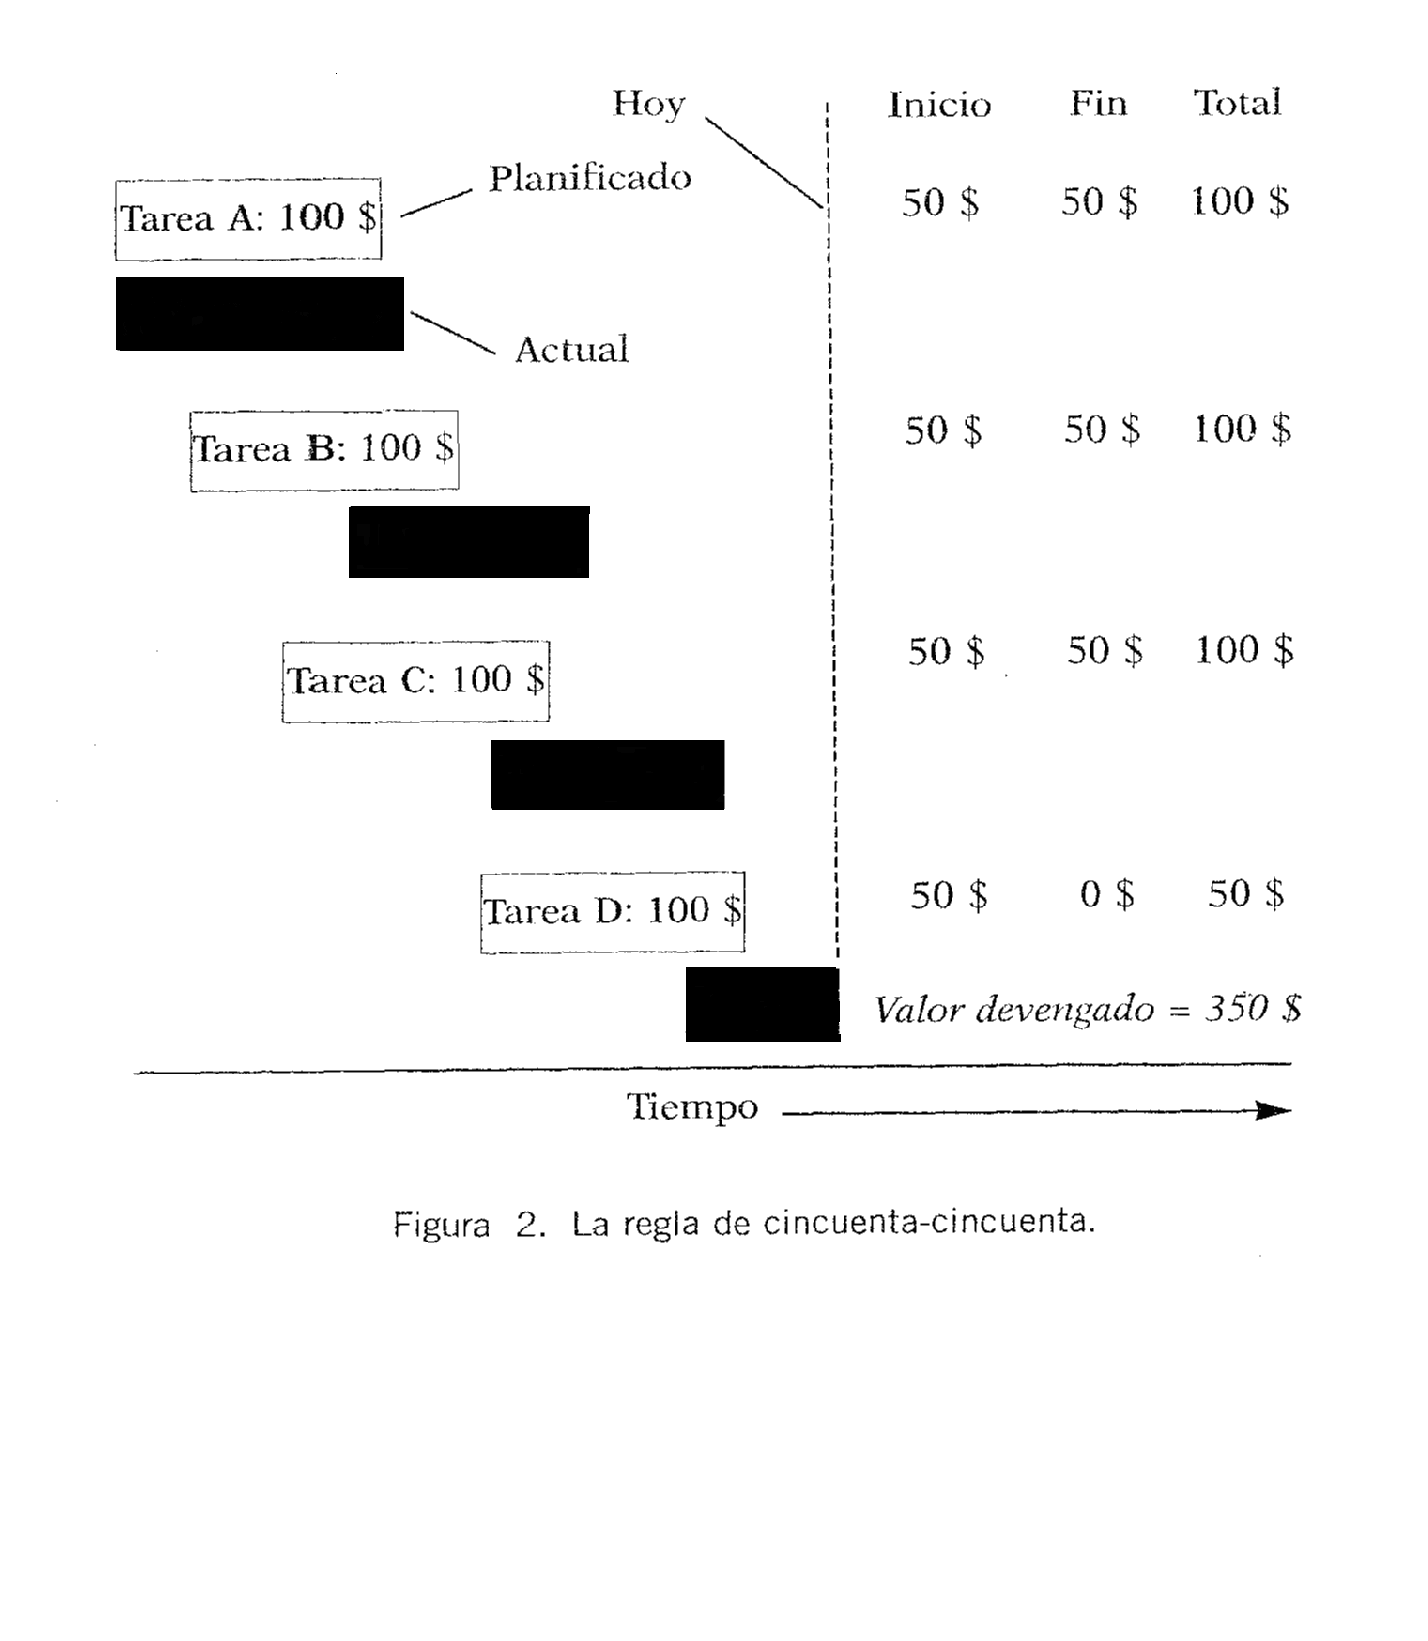 Hoy Inicio Fin Total
Planificado
Tarea A: 100 $ 50 $ 50 $ 100 $
Actual
Tarea B: 100 $ 50 $ 50 $ 100 $
Tarea C: 100 $ 50 $ 50 $ 100 $
Tarea D: 100 $ 50 $ 0 $ 50 $
Valor devengado = 350 $
Tiempo
Figura 2. La regla de cincuenta-cincuenta.